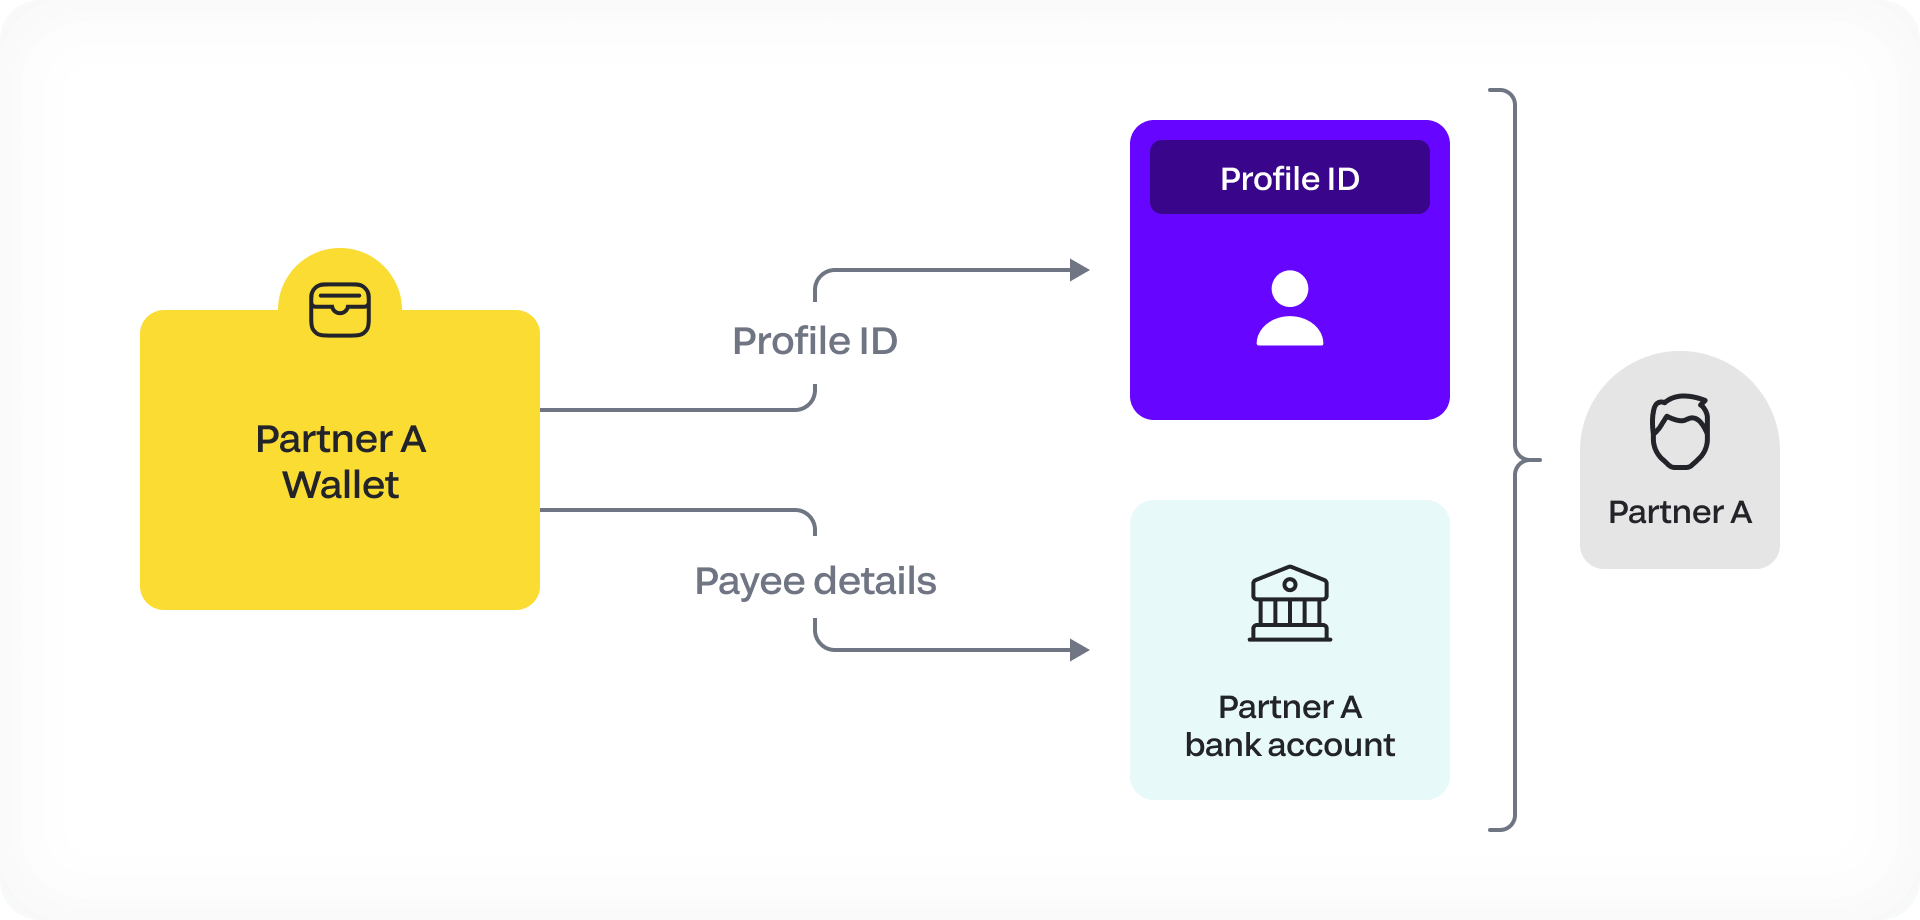 Partner A
Wallet
Profile ID
Payee details
Profile ID
Partner A
bank account
Partner A